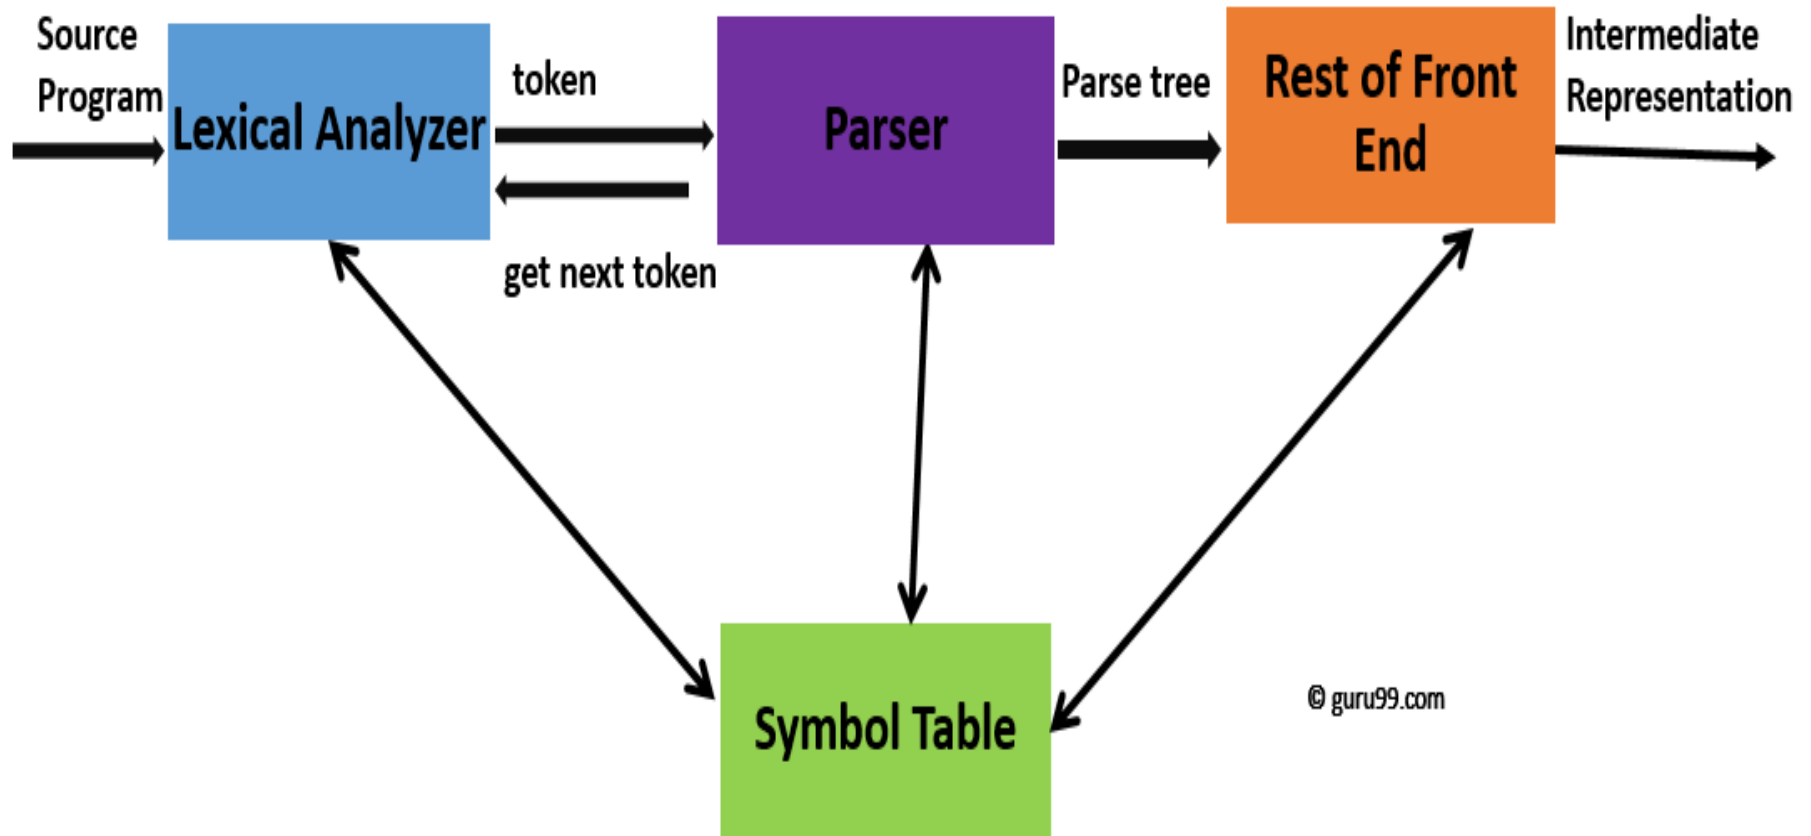 Source
Program
Lexical Analyzer
token
get next token
Parser
Parse tree
Rest of Front
End
Intermediate
Representation
Symbol Table
© guru99.com